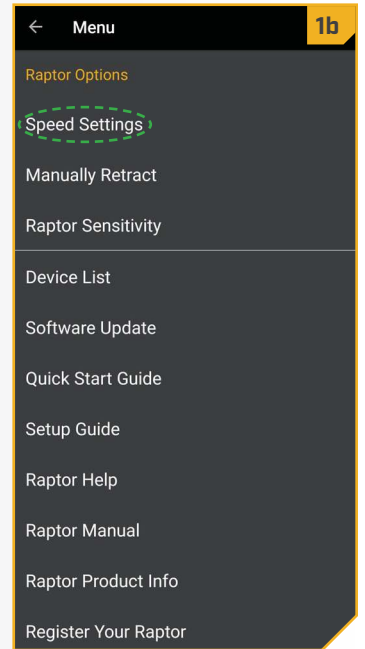 Menu
1b
Raptor Options
Speed Settings
Manually Retract
Raptor Sensitivity
Device List
Software Update
Quick Start Guide
Setup Guide
Raptor Help
Raptor Manual
Raptor Product Info
Register Your Raptor